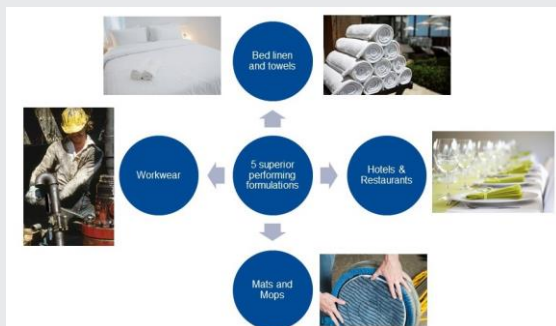 Bed linen
and towels
Workwear
5 superior
performing
formulations
Hotels &
Restaurants
Mats and
Mops